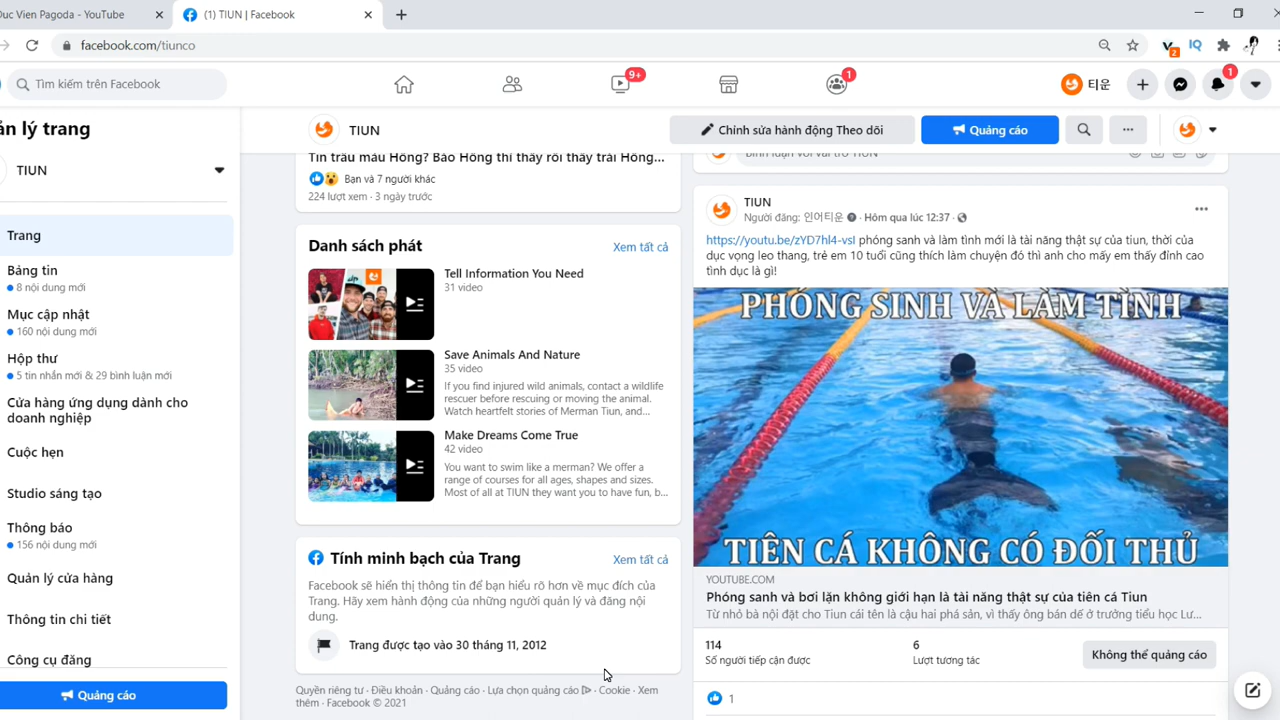 Duc Vien Pagoda - YouTube
(1) TIUN | Facebook
facebook.com/tiunco
IQ
2
Tìm kiếm trên Facebook
9+
1
티운
1
ản lý trang
TIUN
Trang
Bảng tin
8 nội dung mới
Mục cập nhật
160 nội dung mới
Hộp thư
5 tin nhắn mới & 29 bình luận mới
Cửa hàng ứng dụng dành cho
doanh nghiệp
Cuộc hẹn
Studio sáng tạo
Thông báo
156 nội dung mới
Quản lý cửa hàng
Thông tin chi tiết
Công cụ đăng
Quảng cáo
TIUN
Chỉnh sửa hành động Theo dõi
Quảng cáo
Bạn và 7 người khác
224 lượt xem · 3 ngày trước
Danh sách phát
Xem tất cả
Tell Information You Need
31 video
Save Animals And Nature
35 video
If you find injured wild animals, contact a wildlife
rescuer before rescuing or moving the animal.
Watch heartfelt stories of Merman Tiun, and...
Make Dreams Come True
42 video
You want to swim like a merman? We offer a
range of courses for all ages, shapes and sizes.
Most of all at TIUN they want you to have fun, b...
Tính minh bạch của Trang
Xem tất cả
Facebook sẽ hiển thị thông tin để bạn hiểu rõ hơn về mục đích của
Trang. Hãy xem hành động của những người quản lý và đăng nội
dung.
Trang được tạo vào 30 tháng 11, 2012
Quyền riêng tư · Điều khoản · Quảng cáo · Lựa chọn quảng cáo · Cookie · Xem
thêm · Facebook © 2021
TIUN
Người đăng: 인어티운 · Hôm qua lúc 12:37 ·
https://youtu.be/zYD7hl4-vsI phóng sanh và làm tình mới là tài năng thật sự của tiun, thời của
dục vọng leo thang, trẻ em 10 tuổi cũng thích làm chuyện đó thì anh cho mấy em thấy đỉnh cao
tình dục là gì!
PHÓNG SINH VÀ LÀM TÌNH
TIÊN CÁ KHÔNG CÓ ĐỐI THỦ
YOUTUBE.COM
Phóng sanh và bơi lặn không giới hạn là tài năng thật sự của tiên cá Tiun
Từ nhỏ bà nội đặt cho Tiun cái tên là cậu hai phá sản, vì thấy ông bán dế ở trưởng tiểu học Lư...
114
Số người tiếp cận được
6
Lượt tương tác
Không thể quảng cáo
1